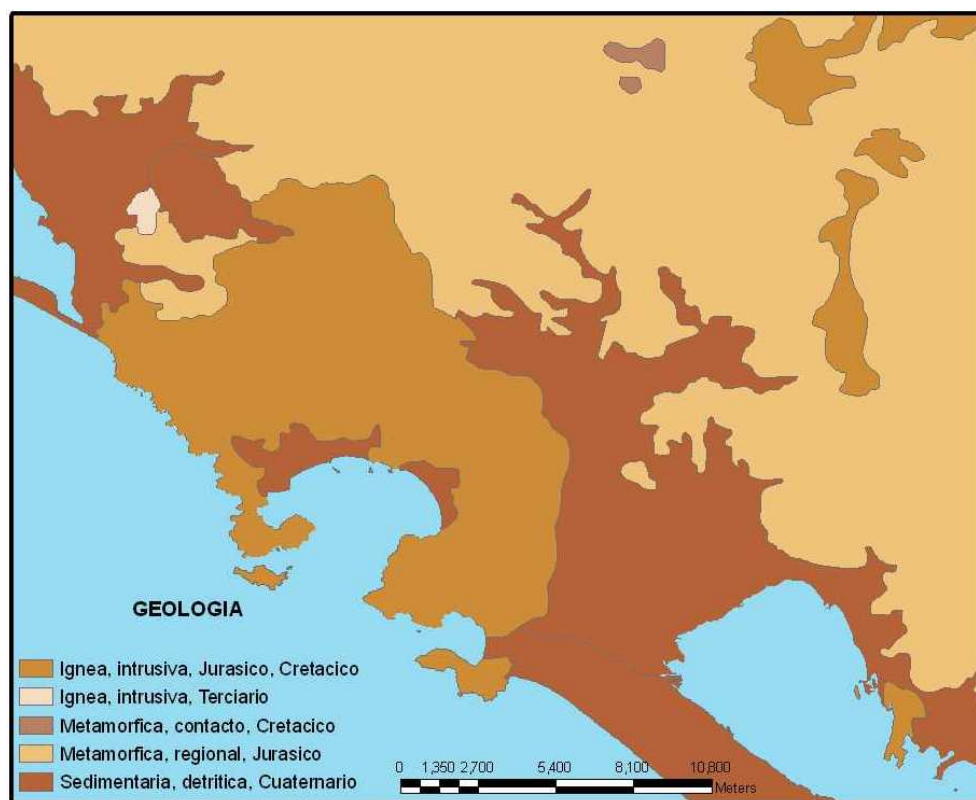 GEOLOGIA
Ignea, intrusiva, Jurasico, Cretacico
Ignea, intrusiva, Terciario
Metamorfica, contacto, Cretacico
Metamorfica, regional, Jurasico
Sedimentaria, detritica, Cuaternario
0 1,350 2,700 5,400 8,100 10,800
Meters